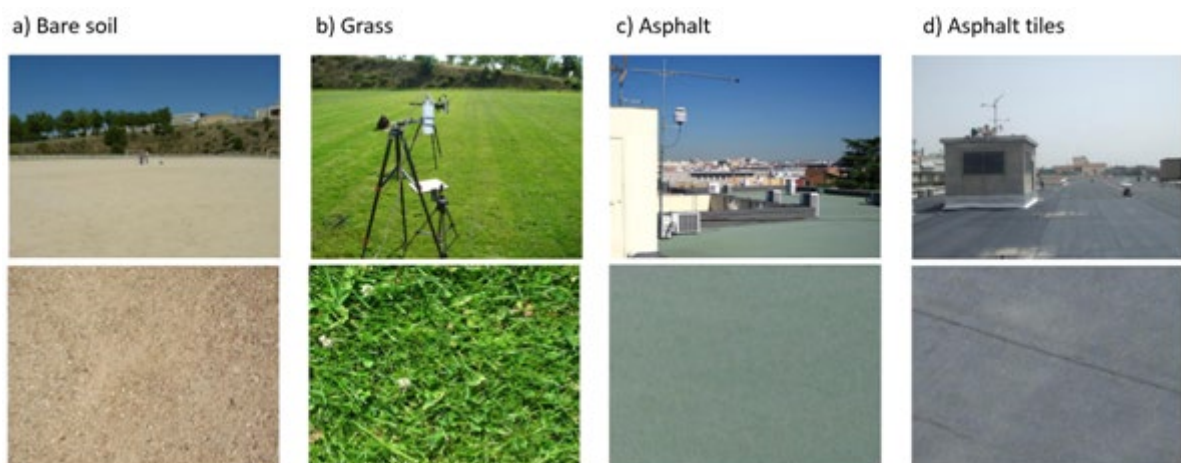 a) Bare soil
b) Grass
c) Asphalt
d) Asphalt tiles